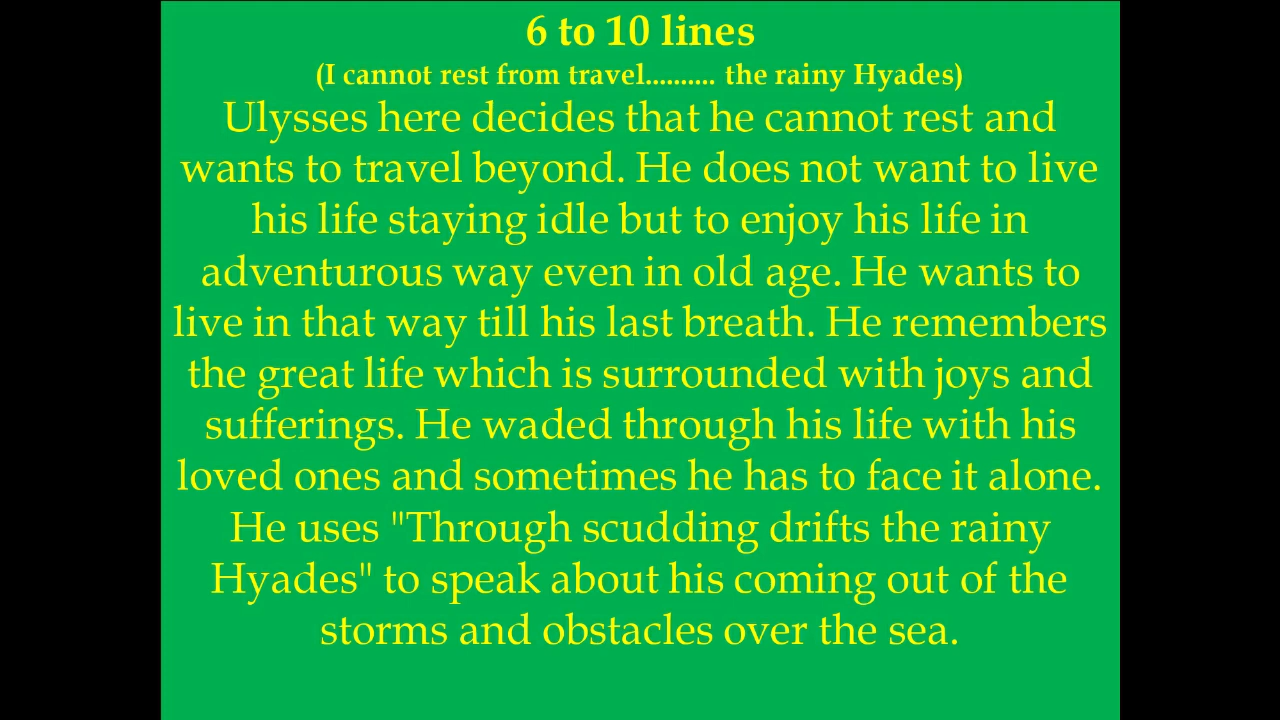 6 to 10 lines
(I cannot rest from travel.......... the rainy Hyades)
Ulysses here decides that he cannot rest and
wants to travel beyond. He does not want to live
his life staying idle but to enjoy his life in
adventurous way even in old age. He wants to
live in that way till his last breath. He remembers
the great life which is surrounded with joys and
sufferings. He waded through his life with his
loved ones and sometimes he has to face it alone.
He uses "Through scudding drifts the rainy
Hyades" to speak about his coming out of the
storms and obstacles over the sea.